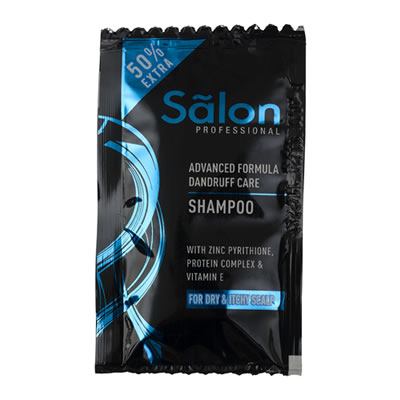 50%
EXTRA
Sãlon
PROFESSIONAL
ADVANCED FORMULA
DANDRUFF CARE
SHAMPOO
WITH ZINC PYRITHIONE,
PROTEIN COMPLEX &
VITAMIN E
FOR DRY & ITCHY SCALP